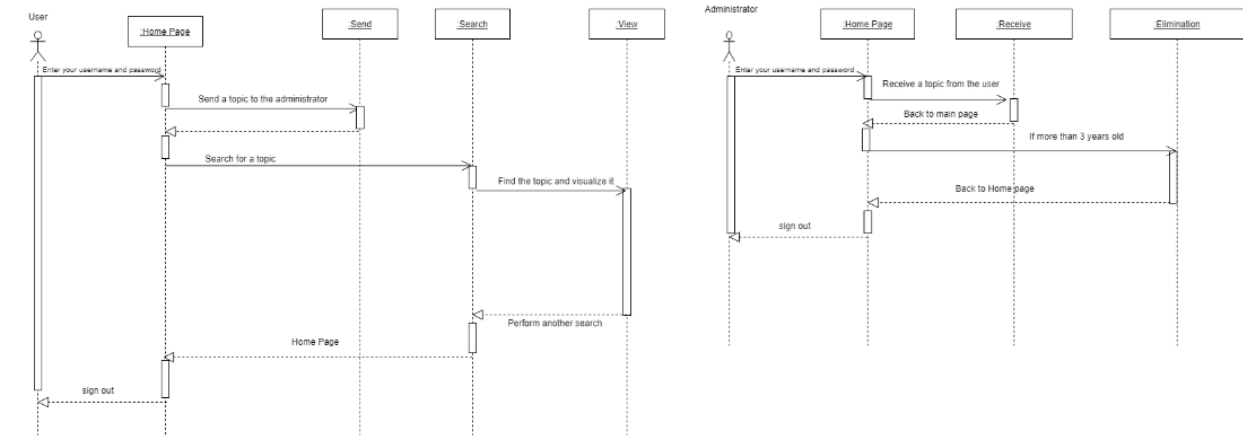 User
:Home Page
:Send
:Search
:View
Enter your username and password
Send a topic to the administrator
Search for a topic
Find the topic and visualize it
Perform another search
Home Page
sign out
Administrator
:Home Page
:Receive
:Elimination
Enter your username and password
Receive a topic from the user
Back to main page
If more than 3 years old
Back to Home page
sign out